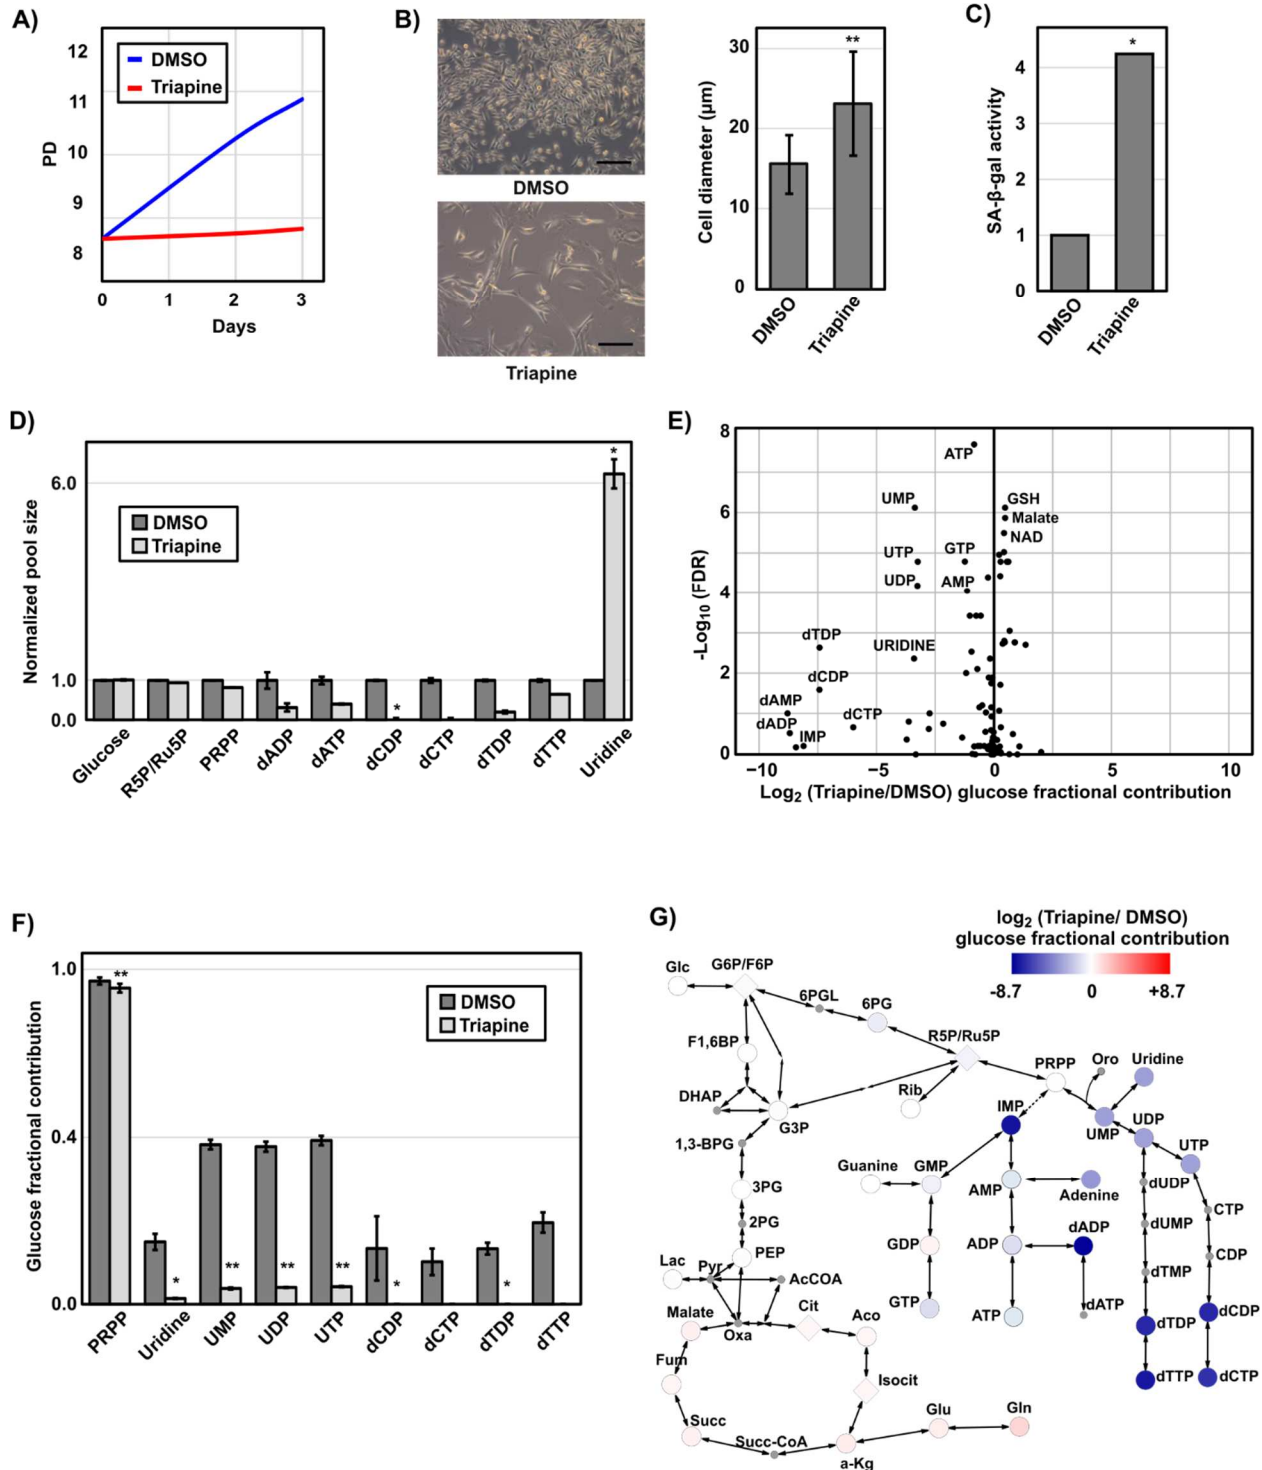 A)
12
11
10
9
8
PD
DMSO
Triapine
0 1 2 3
Days
B)
DMSO
Triapine
30
20
10
0
Cell diameter (μm)
**
DMSO
Triapine
C)
4
3
2
1
0
SA-β-gal activity
*
DMSO
Triapine
D)
6.0
1.0
0.0
Normalized pool size
DMSO
Triapine
*
*
Glucose
R5P/Ru5P
PRPP
dADP
dATP
dCDP
dCTP
dTDP
dTTP
Uridine
E)
8
6
4
2
0
-Log10 (FDR)
ATP
UMP
GSH
Malate
NAD
UTP
GTP
UDP
AMP
dTDP
URIDINE
dCDP
dAMP
dCTP
dADP
IMP
−10 −5 0 5 10
Log2 (Triapine/DMSO) glucose fractional contribution
F)
1.0
0.4
0.0
Glucose fractional contribution
DMSO
Triapine
**
*
**
**
**
*
*
PRPP
Uridine
UMP
UDP
UTP
dCDP
dCTP
dTDP
dTTP
G)
log2 (Triapine/ DMSO)
glucose fractional contribution
-8.7 0 +8.7
Glc
G6P/F6P
6PGL
6PG
R5P/Ru5P
F1,6BP
PRPP
Oro
Uridine
DHAP
G3P
Rib
IMP
UMP
UDP
UTP
1,3-BPG
Guanine
GMP
AMP
Adenine
dUDP
CTP
3PG
2PG
dUMP
PEP
GDP
ADP
dADP
CDP
Lac
Pyr
AcCOA
dTMP
GTP
ATP
dATP
dCDP
Malate
Oxa
Cit
Aco
dTDP
Fum
Isocit
dTTP
dCTP
Succ
Glu
Gln
Succ-CoA
a-Kg